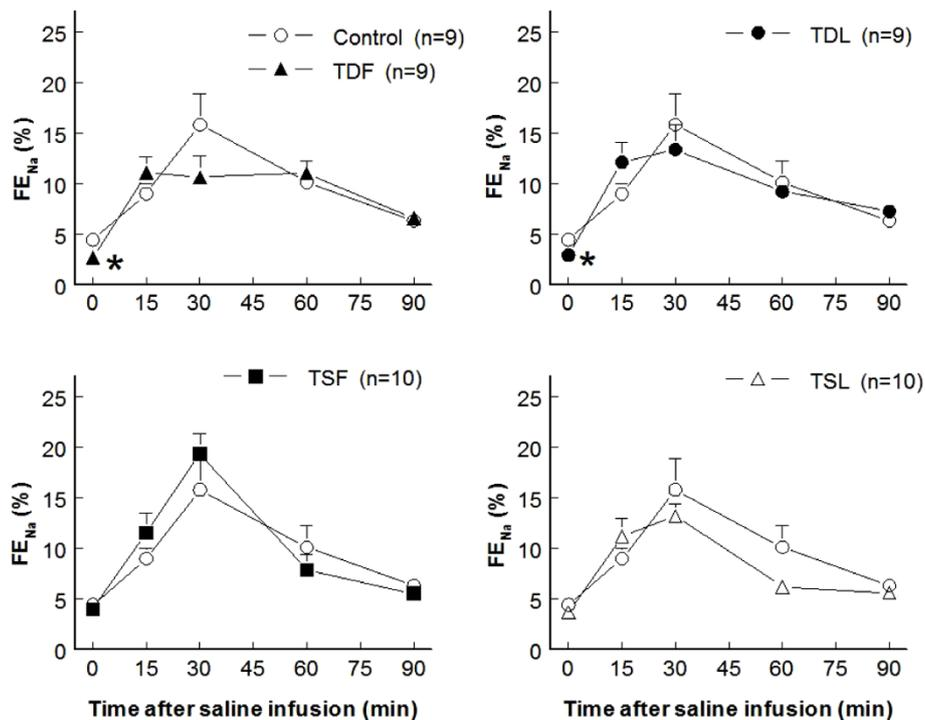 25
20
15
10
5
0
FENa (%)
Control (n=9)
TDF (n=9)
*
0 15 30 45 60 75 90
25
20
15
10
5
0
FENa (%)
TDL (n=9)
*
0 15 30 45 60 75 90
25
20
15
10
5
0
FENa (%)
TSF (n=10)
0 15 30 45 60 75 90
Time after saline infusion (min)
25
20
15
10
5
0
FENa (%)
TSL (n=10)
0 15 30 45 60 75 90
Time after saline infusion (min)